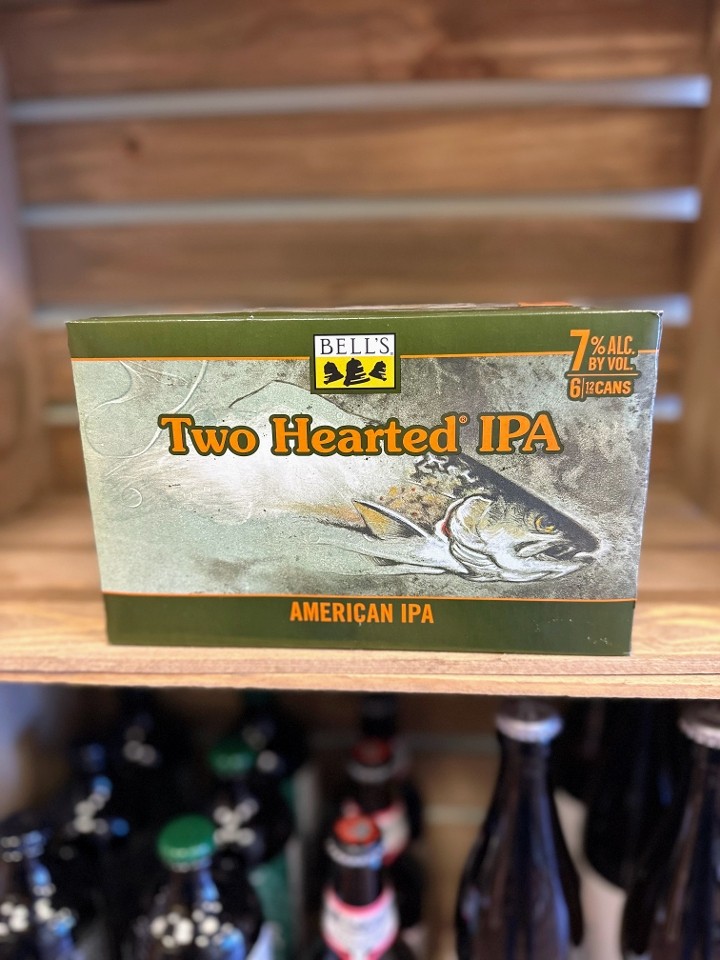 BELL'S
7% ALC.
BY VOL.
6|12 OZ CANS
Two Hearted® IPA
AMERICAN IPA